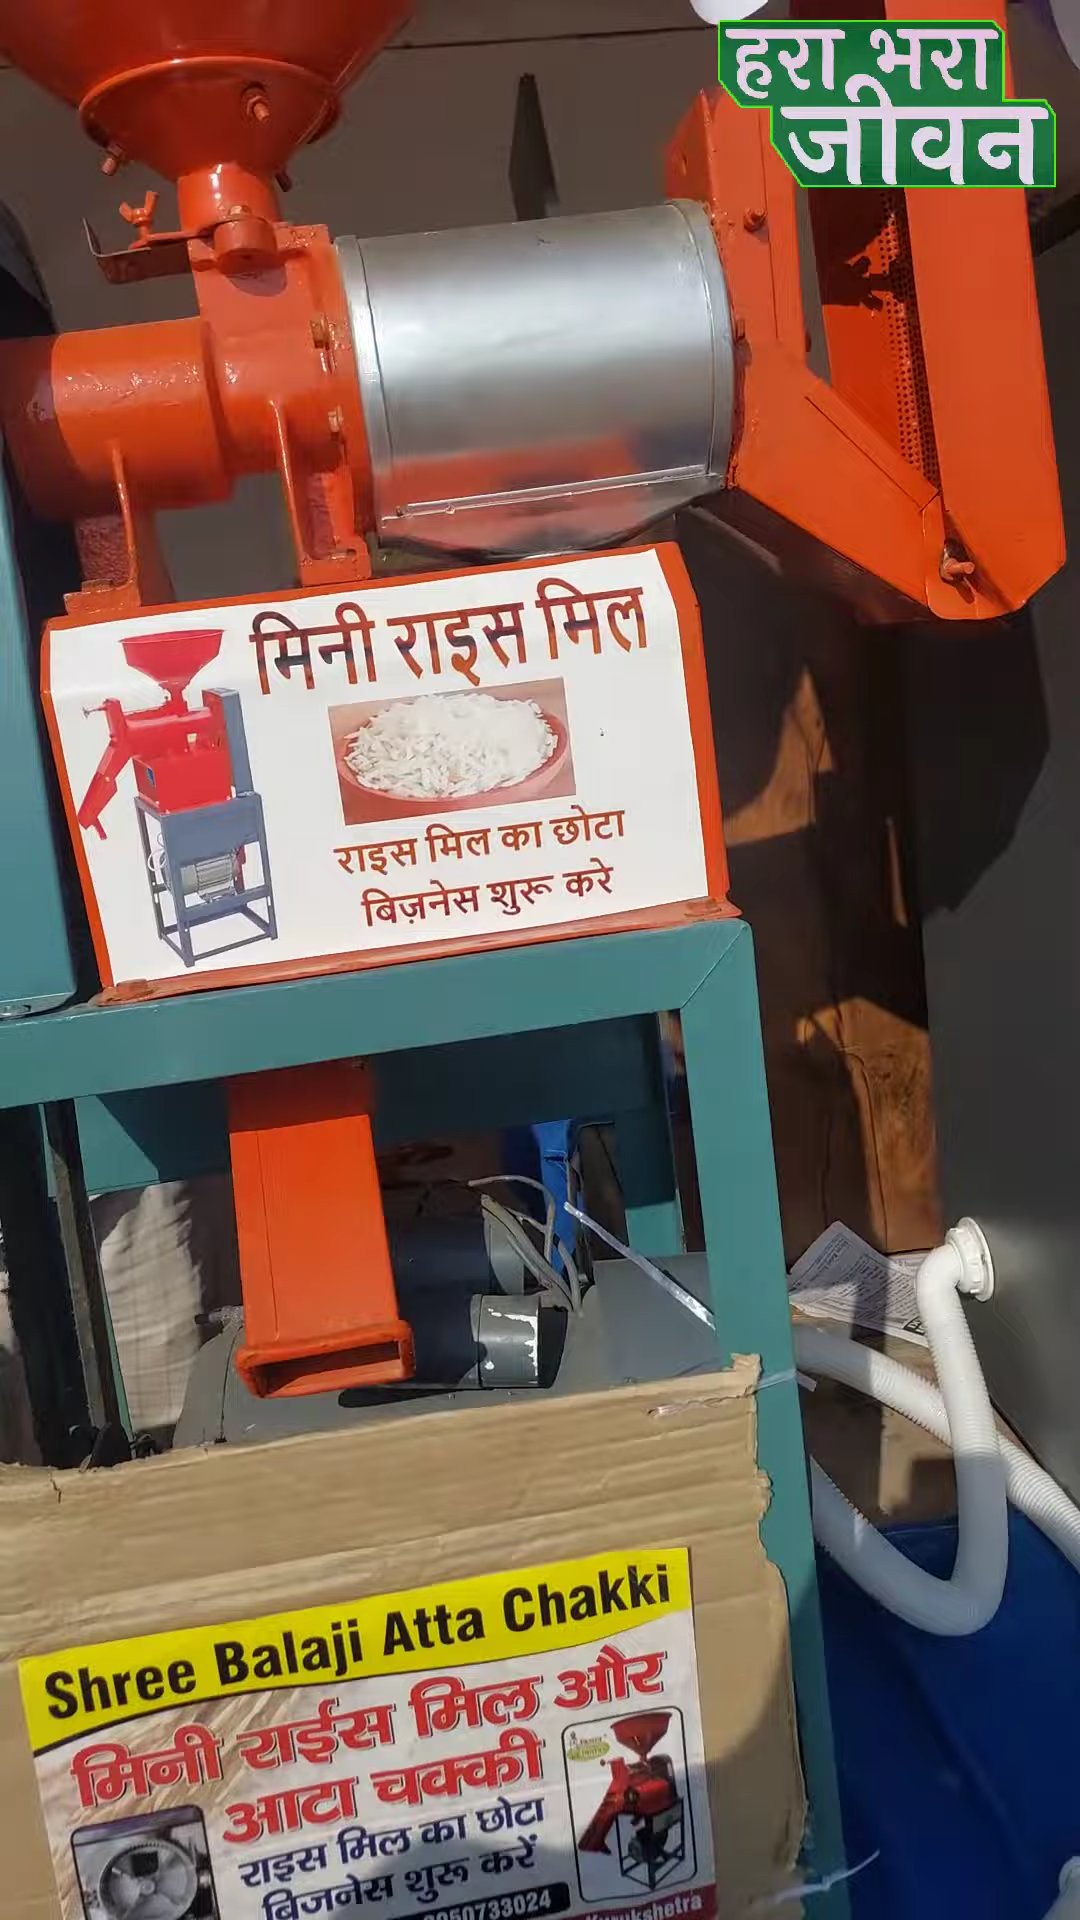 हरा भरा
जीवन
मिनी राइस मिल
राइस मिल का छोटा
बिज़नेस शुरू करे
Shree Balaji Atta Chakki
मिनी राईस मिल और
आटा चक्की
राइस मिल का छोटा
बिजनेस शुरू करें